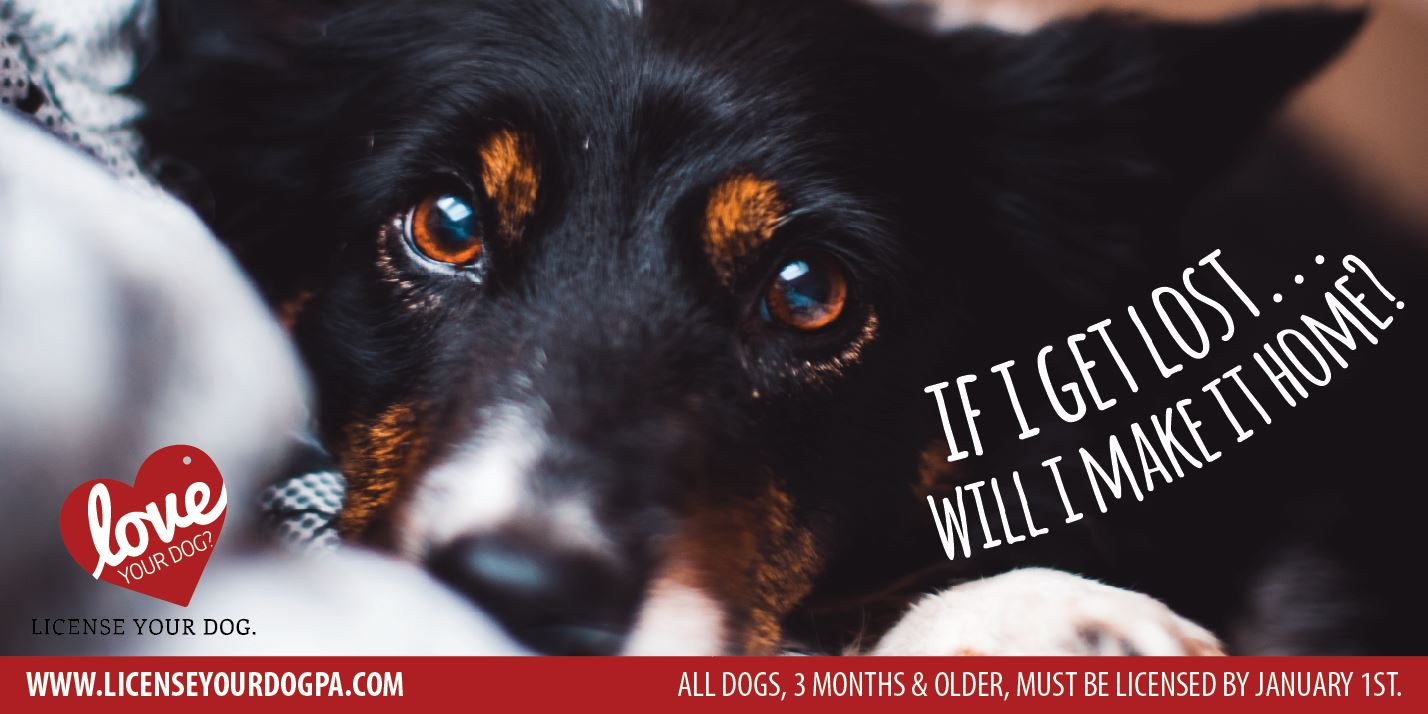 IF I GET LOST . . .
WILL I MAKE IT HOME?
love
YOUR DOG?
LICENSE YOUR DOG.
WWW.LICENSEYOURDOGPA.COM
ALL DOGS, 3 MONTHS & OLDER, MUST BE LICENSED BY JANUARY 1ST.